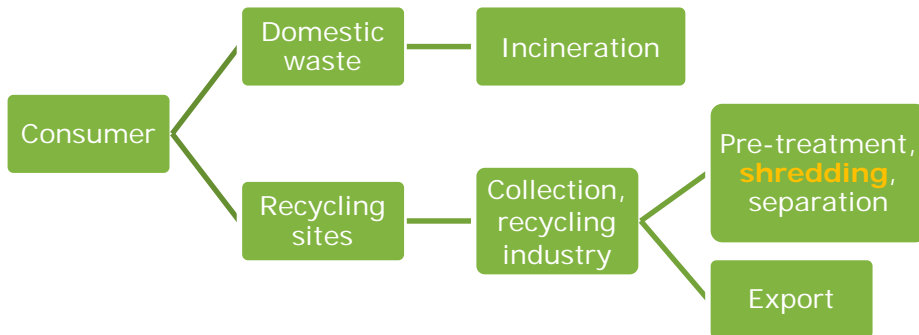 Domestic
waste
Incineration
Consumer
Pre-treatment,
shredding,
separation
Recycling
sites
Collection,
recycling
industry
Export